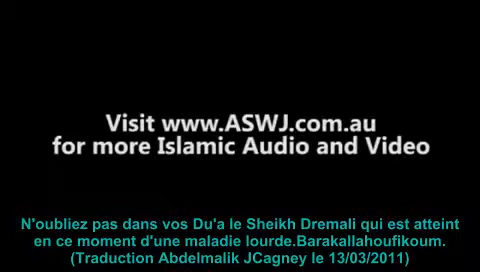 Visit www.ASWJ.com.au
for more Islamic Audio and Video
N'oubliez pas dans vos Du'a le Sheikh Dremali qui est atteint
en ce moment d'une maladie lourde.Barakallahoufikoum.
(Traduction Abdelmalik JCagney le 13/03/2011)